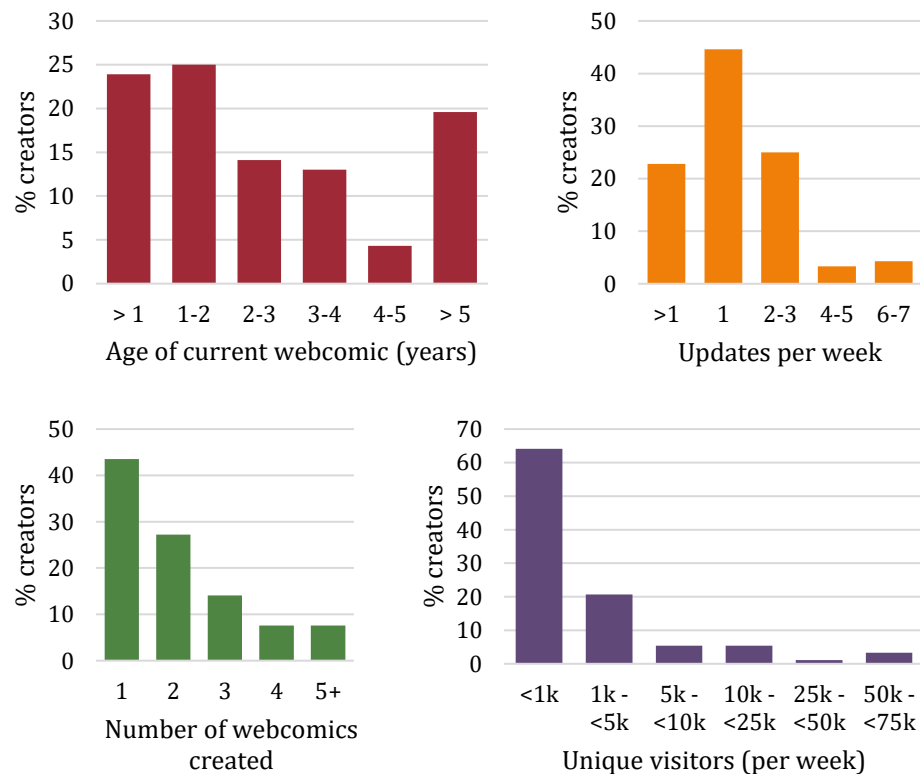 30
25
20
15
10
5
0
% creators
> 1 1-2 2-3 3-4 4-5 > 5
Age of current webcomic (years)
50
40
30
20
10
0
% creators
>1 1 2-3 4-5 6-7
Updates per week
50
40
30
20
10
0
% creators
1 2 3 4 5+
Number of webcomics
created
70
60
50
40
30
20
10
0
% creators
<1k 1k - 5k - 10k - 25k - 50k -
<5k <10k <25k <50k <75k
Unique visitors (per week)